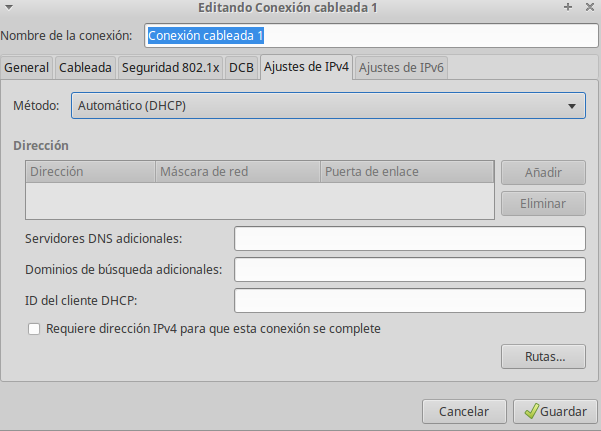 Editando Conexión cableada 1
Nombre de la conexión: Conexión cableada 1
General Cableada Seguridad 802.1x DCB Ajustes de IPv4 Ajustes de IPv6
Método: Automático (DHCP)
Dirección
Dirección Máscara de red Puerta de enlace Añadir
Eliminar
Servidores DNS adicionales:
Dominios de búsqueda adicionales:
ID del cliente DHCP:
Requiere dirección IPv4 para que esta conexión se complete
Rutas...
Cancelar Guardar